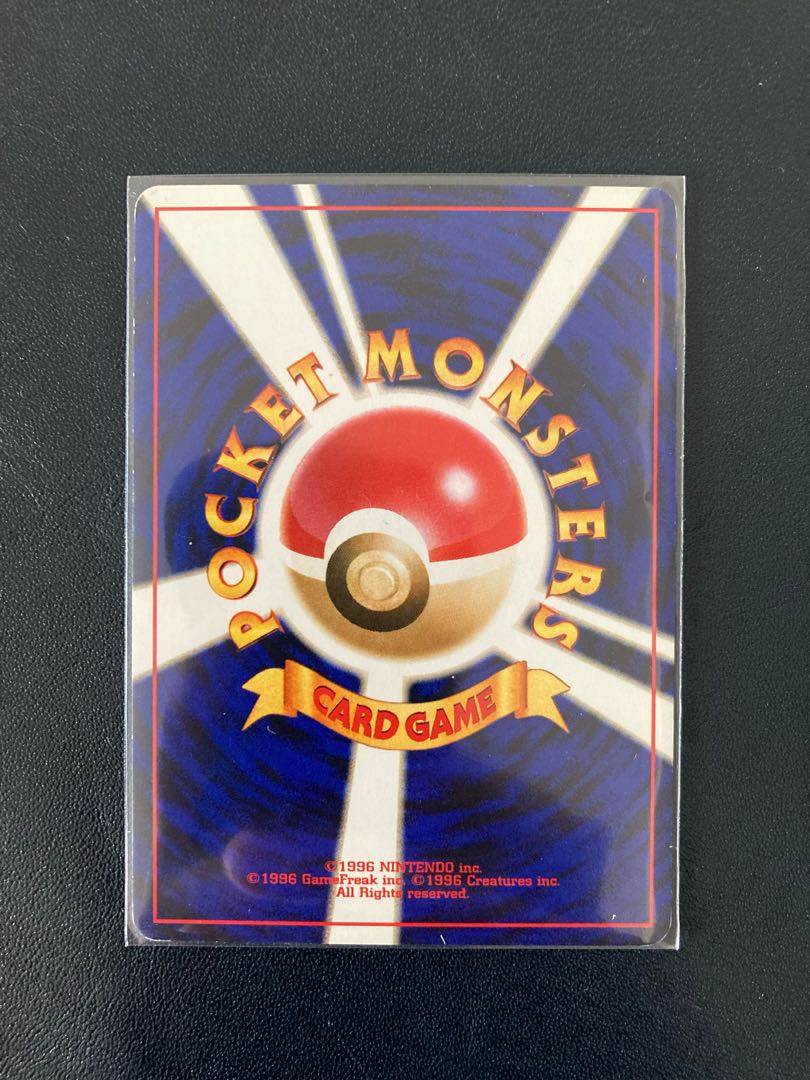 POCKET MONSTERS
CARD GAME
©1996 NINTENDO inc.
©1996 GameFreak inc. ©1996 Creatures inc.
All Rights reserved.